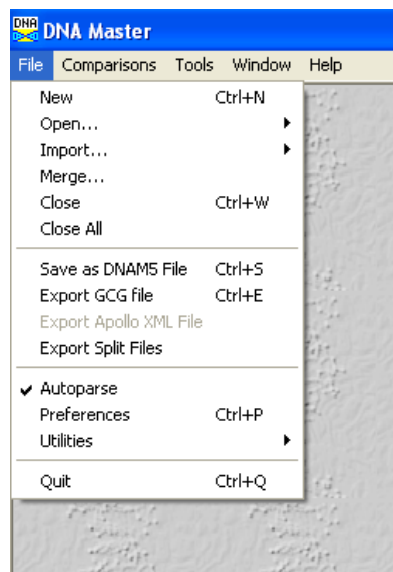 DNA
DNA Master
File Comparisons Tools Window Help
New Ctrl+N
Open...
Import...
Merge...
Close Ctrl+W
Close All
Save as DNAM5 File Ctrl+S
Export GCG file Ctrl+E
Export Apollo XML File
Export Split Files
Autoparse
Preferences Ctrl+P
Utilities
Quit Ctrl+Q